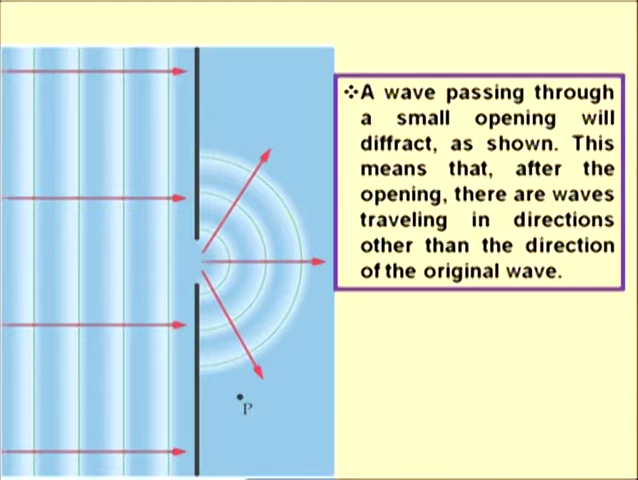 ❖A wave passing through
a small opening will
diffract, as shown. This
means that, after the
opening, there are waves
traveling in directions
other than the direction
of the original wave.
P